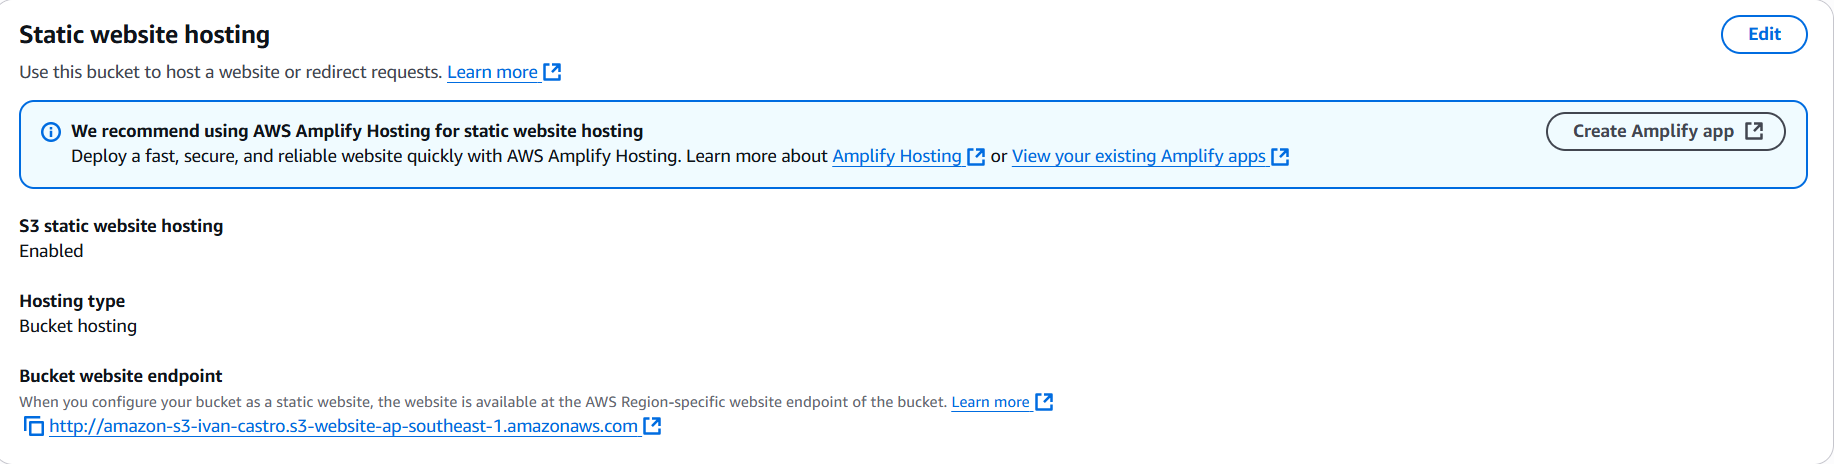 Static website hosting
Edit
Use this bucket to host a website or redirect requests. Learn more
We recommend using AWS Amplify Hosting for static website hosting
Create Amplify app
Deploy a fast, secure, and reliable website quickly with AWS Amplify Hosting. Learn more about Amplify Hosting or View your existing Amplify apps
S3 static website hosting
Enabled
Hosting type
Bucket hosting
Bucket website endpoint
When you configure your bucket as a static website, the website is available at the AWS Region-specific website endpoint of the bucket. Learn more
http://amazon-s3-ivan-castro.s3-website-ap-southeast-1.amazonaws.com